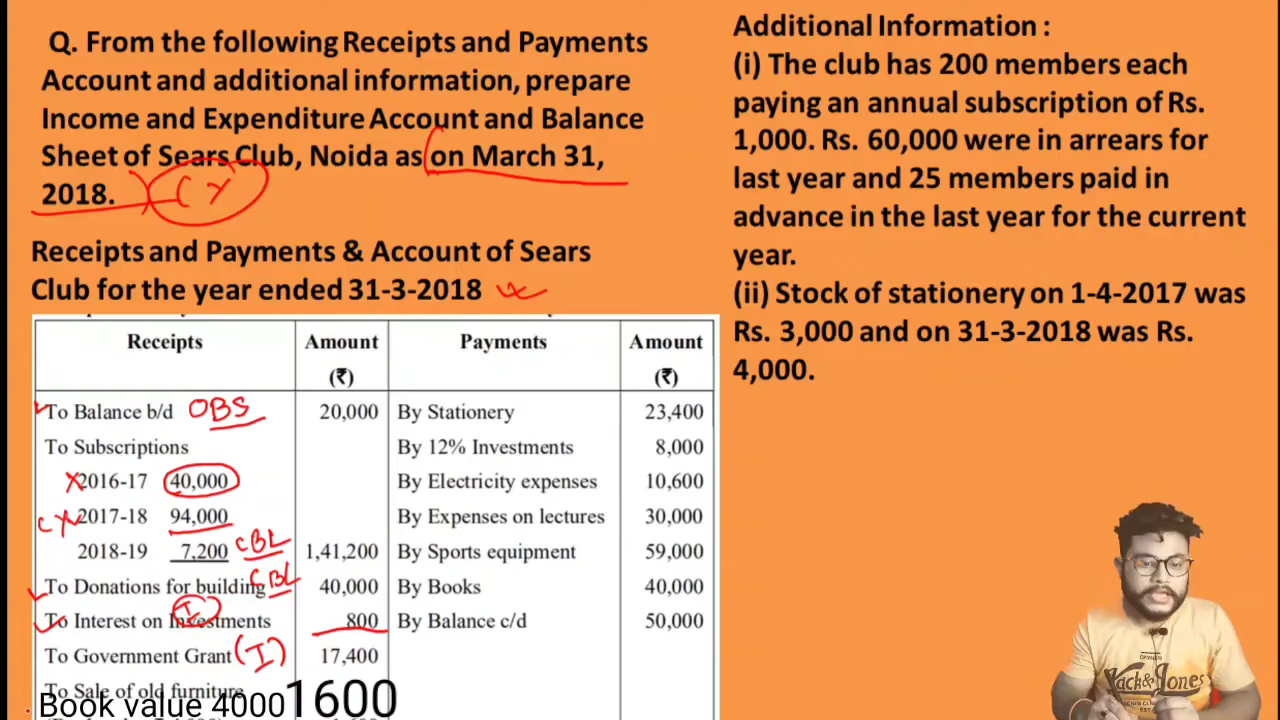 Q. From the following Receipts and Payments
Account and additional information, prepare
Income and Expenditure Account and Balance
Sheet of Sears Club, Noida as on March 31,
2018. (Y)
Receipts and Payments & Account of Sears
Club for the year ended 31-3-2018
Receipts Amount (₹) Payments Amount (₹)
To Balance b/d OBS 20,000 By Stationery 23,400
To Subscriptions By 12% Investments 8,000
2016-17 40,000 By Electricity expenses 10,600
CY 2017-18 94,000 By Expenses on lectures 30,000
2018-19 7,200 CBL 1,41,200 By Sports equipment 59,000
To Donations for building CBL 40,000 By Books 40,000
To Interest on Investments I 800 By Balance c/d 50,000
To Government Grant (I) 17,400
To Sale of old furniture
Book value 4000 1600
Additional Information :
(i) The club has 200 members each
paying an annual subscription of Rs.
1,000. Rs. 60,000 were in arrears for
last year and 25 members paid in
advance in the last year for the current
year.
(ii) Stock of stationery on 1-4-2017 was
Rs. 3,000 and on 31-3-2018 was Rs.
4,000.
Jack & Jones